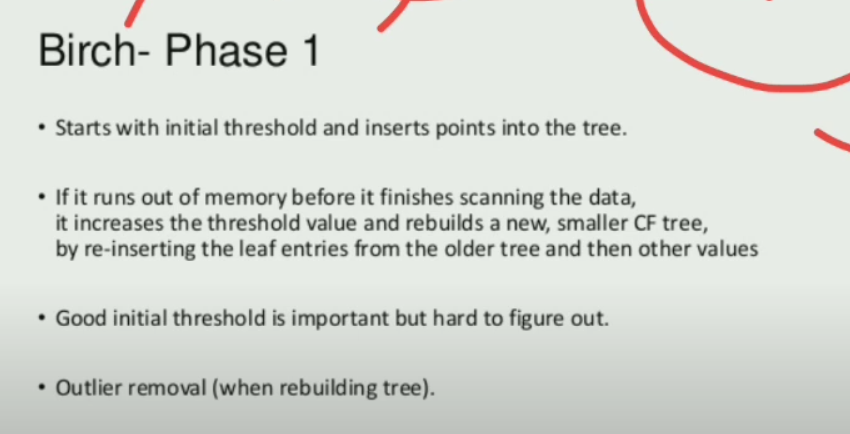 Birch- Phase 1
• Starts with initial threshold and inserts points into the tree.
• If it runs out of memory before it finishes scanning the data,
it increases the threshold value and rebuilds a new, smaller CF tree,
by re-inserting the leaf entries from the older tree and then other values
• Good initial threshold is important but hard to figure out.
• Outlier removal (when rebuilding tree).